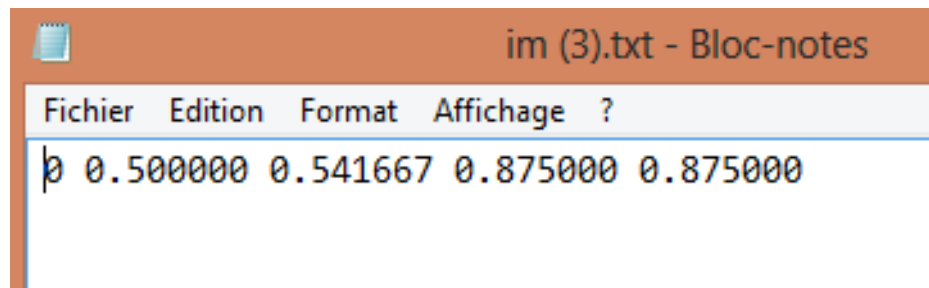 im (3).txt - Bloc-notes
Fichier Edition Format Affichage ?
0 0.500000 0.541667 0.875000 0.875000